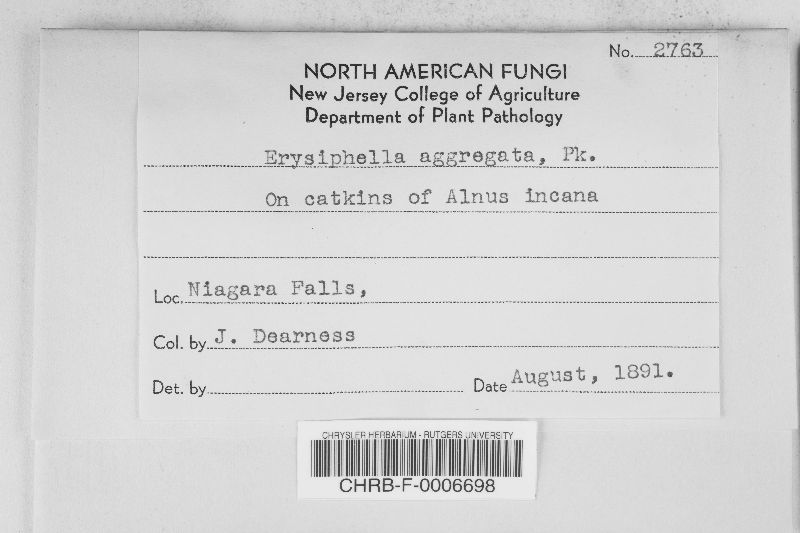 No. 2763
NORTH AMERICAN FUNGI
New Jersey College of Agriculture
Department of Plant Pathology
Erysiphella aggregata, Pk.
On catkins of Alnus incana
Loc. Niagara Falls,
Col. by J. Dearness
Det. by
Date August, 1891.
CHRYSLER HERBARIUM - RUTGERS UNIVERSITY
CHRB-F-0006698